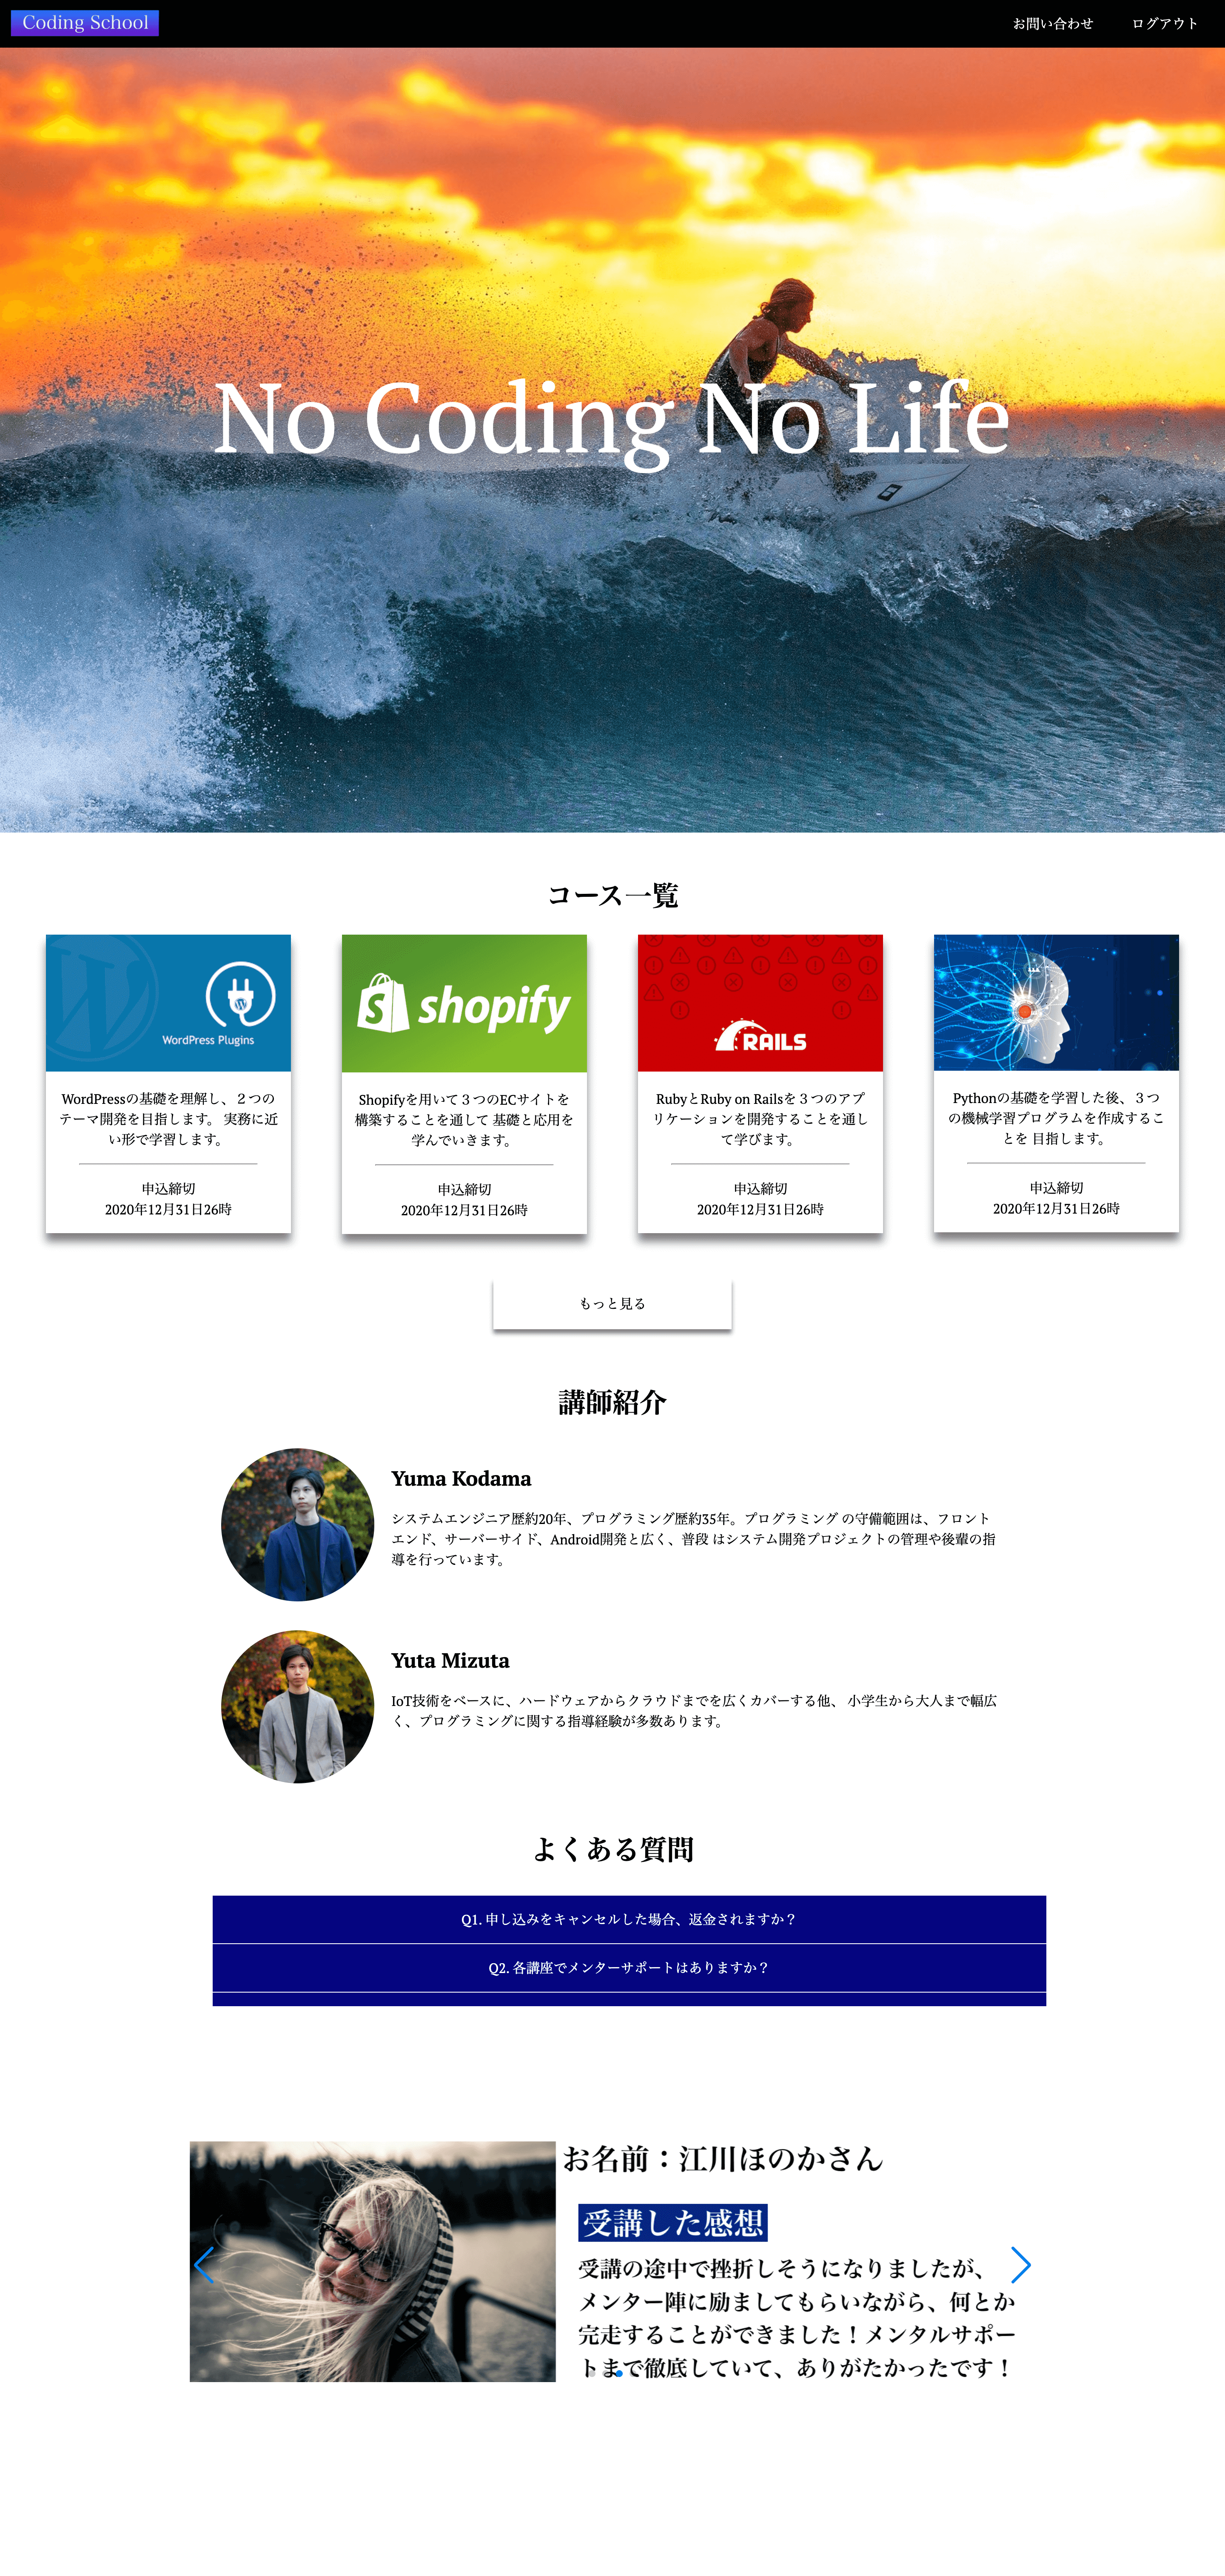 Coding School
お問い合わせ
ログアウト
No Coding No Life
コース一覧
WordPress Plugins
WordPressの基礎を理解し、２つの
テーマ開発を目指します。 実務に近
い形で学習します。
申込締切
2020年12月31日26時
shopify
Shopifyを用いて３つのECサイトを
構築することを通して 基礎と応用を
学んでいきます。
申込締切
2020年12月31日26時
RAILS
RubyとRuby on Railsを３つのアプ
リケーションを開発することを通し
て学びます。
申込締切
2020年12月31日26時
Pythonの基礎を学習した後、３つ
の機械学習プログラムを作成するこ
とを 目指します。
申込締切
2020年12月31日26時
もっと見る
講師紹介
Yuma Kodama
システムエンジニア歴約20年、プログラミング歴約35年。プログラミング の守備範囲は、フロント
エンド、サーバーサイド、Android開発と広く、普段 はシステム開発プロジェクトの管理や後輩の指
導を行っています。
Yuta Mizuta
IoT技術をベースに、ハードウェアからクラウドまでを広くカバーする他、 小学生から大人まで幅広
く、プログラミングに関する指導経験が多数あります。
よくある質問
Q1. 申し込みをキャンセルした場合、返金されますか？
Q2. 各講座でメンターサポートはありますか？
お名前：江川ほのかさん
受講した感想
受講の途中で挫折しそうになりましたが、
メンター陣に励ましてもらいながら、何とか
完走することができました！メンタルサポー
トまで徹底していて、ありがたかったです！